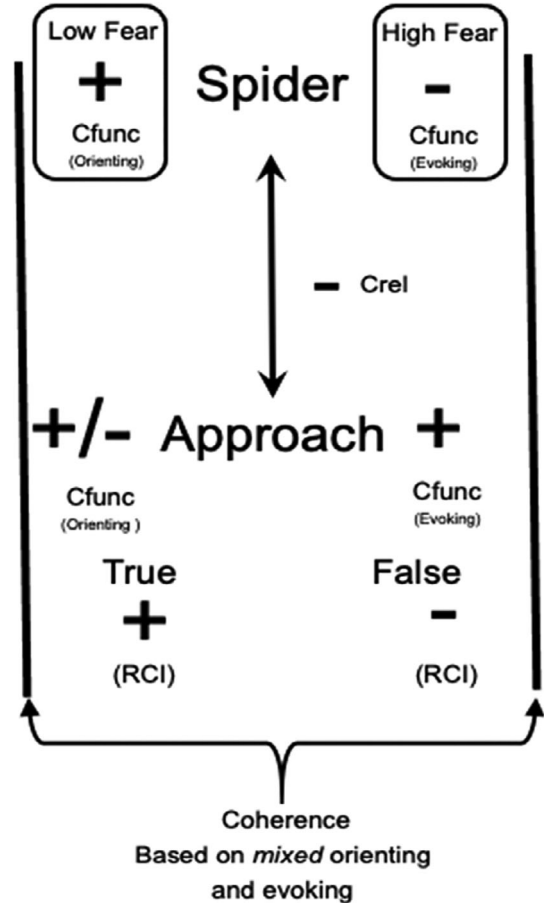 Low Fear
+
Cfunc
(Orienting)
Spider
High Fear
-
Cfunc
(Evoking)
- Crel
+/- Approach +
Cfunc
(Orienting )
Cfunc
(Evoking)
True
+
(RCI)
False
-
(RCI)
Coherence
Based on mixed orienting
and evoking